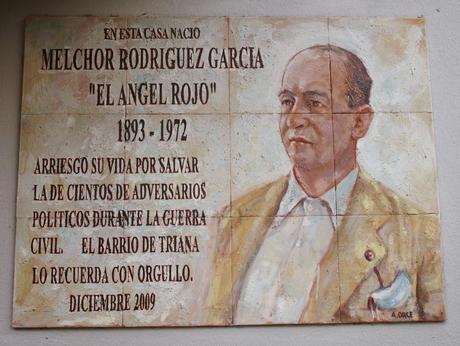 EN ESTA CASA NACIO
MELCHOR RODRIGUEZ GARCIA
"EL ANGEL ROJO"
1893 - 1972
ARRIESGO SU VIDA POR SALVAR
LA DE CIENTOS DE ADVERSARIOS
POLITICOS DURANTE LA GUERRA
CIVIL. EL BARRIO DE TRIANA
LO RECUERDA CON ORGULLO.
DICIEMBRE 2009